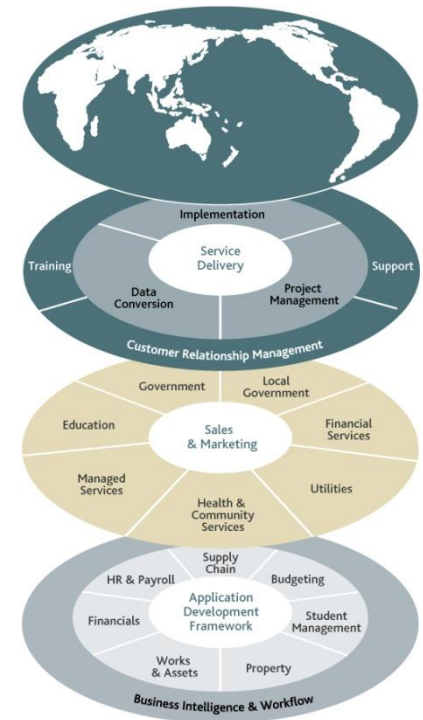 Implementation
Service
Delivery
Training
Support
Data
Conversion
Project
Management
Customer Relationship Management
Government
Local
Government
Education
Sales
& Marketing
Financial
Services
Managed
Services
Health &
Community
Services
Utilities
Supply
Chain
HR & Payroll
Budgeting
Application
Development
Framework
Financials
Student
Management
Works
& Assets
Property
Business Intelligence & Workflow